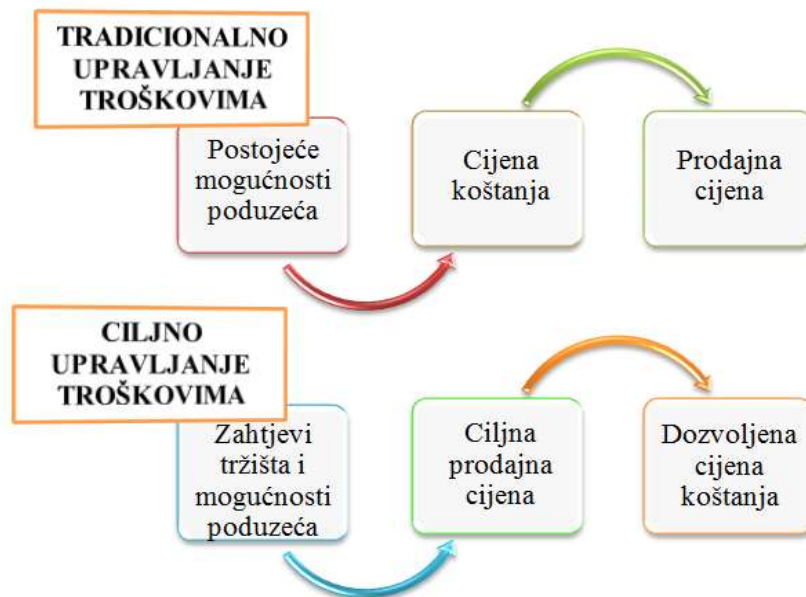 TRADICIONALNO
UPRAVLJANJE
TROŠKOVIMA
Postojeće
mogućnosti
poduzeća
Cijena
koštanja
Prodajna
cijena
CILJNO
UPRAVLJANJE
TROŠKOVIMA
Zahtjevi
tržišta i
mogućnosti
poduzeća
Ciljna
prodajna
cijena
Dozvoljena
cijena
koštanja